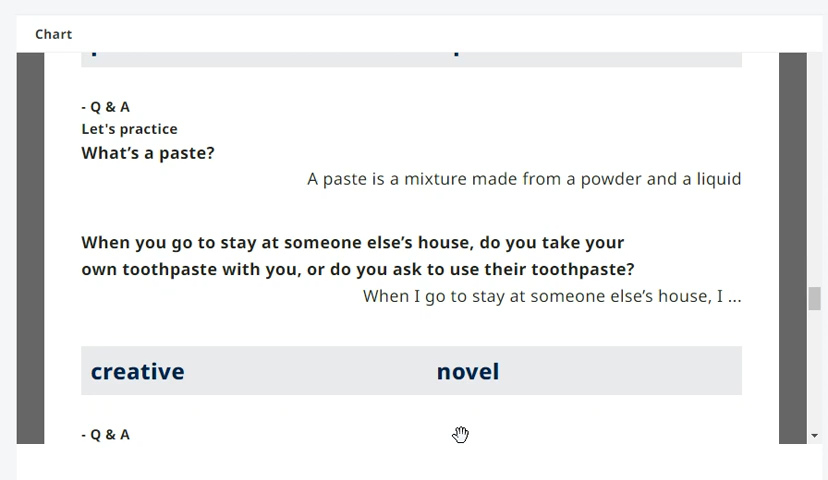 Chart
- Q & A
Let's practice
What's a paste?
A paste is a mixture made from a powder and a liquid
When you go to stay at someone else's house, do you take your
own toothpaste with you, or do you ask to use their toothpaste?
When I go to stay at someone else's house, I ...
creative novel
- Q & A